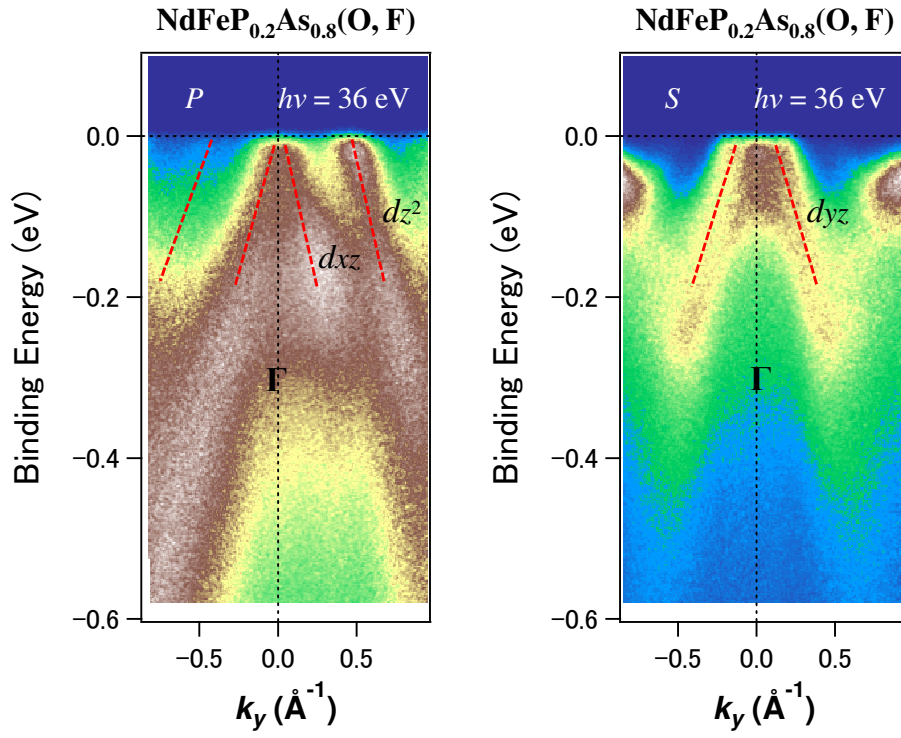 NdFeP0.2As0.8(O, F)
P hν = 36 eV
0.0
−0.2
−0.4
−0.6
Binding Energy (eV)
dz²
dxz
Γ
−0.5 0.0 0.5
ky (Å⁻¹)
NdFeP0.2As0.8(O, F)
S hν = 36 eV
0.0
−0.2
−0.4
−0.6
Binding Energy (eV)
dyz
Γ
−0.5 0.0 0.5
ky (Å⁻¹)